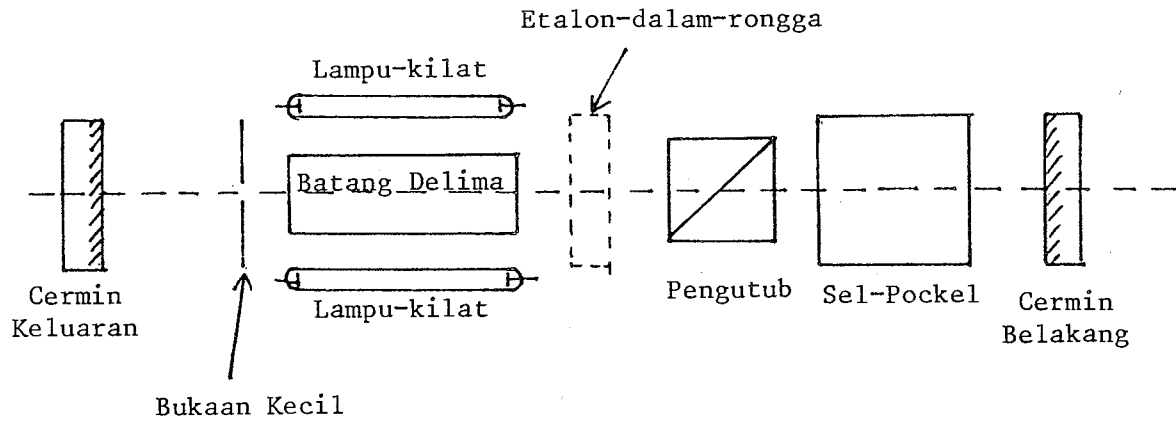 Etalon-dalam-rongga
Lampu-kilat
Batang Delima
Lampu-kilat
Pengutub
Sel-Pockel
Cermin
Belakang
Cermin
Keluaran
Bukaan Kecil